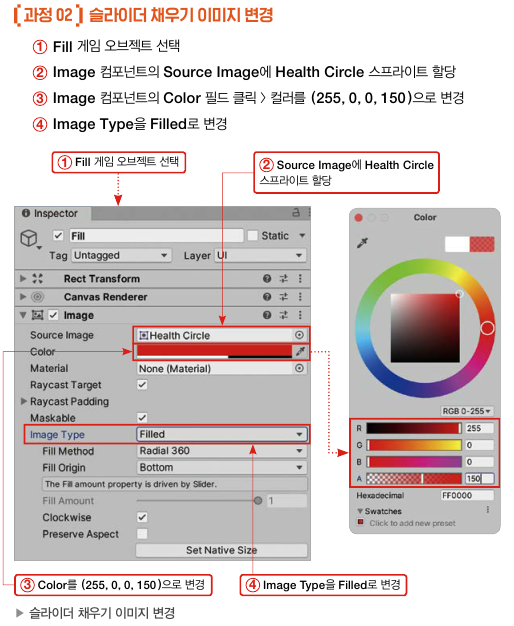 [과정 02] 슬라이더 채우기 이미지 변경
① Fill 게임 오브젝트 선택
② Image 컴포넌트의 Source Image에 Health Circle 스프라이트 할당
③ Image 컴포넌트의 Color 필드 클릭 > 컬러를 (255, 0, 0, 150)으로 변경
④ Image Type을 Filled로 변경
① Fill 게임 오브젝트 선택
② Source Image에 Health Circle
스프라이트 할당
Inspector
Fill
Static
Tag Untagged Layer UI
Rect Transform
Canvas Renderer
Image
Source Image Health Circle
Color
Material None (Material)
Raycast Target
Raycast Padding
Maskable
Image Type Filled
Fill Method Radial 360
Fill Origin Bottom
The Fill amount property is driven by Slider.
Fill Amount 1
Clockwise
Preserve Aspect
Set Native Size
Color
RGB 0-255
R 255
G 0
B 0
A 150
Hexadecimal FF0000
Swatches
Click to add new preset
③ Color를 (255, 0, 0, 150)으로 변경
④ Image Type을 Filled로 변경
▶ 슬라이더 채우기 이미지 변경